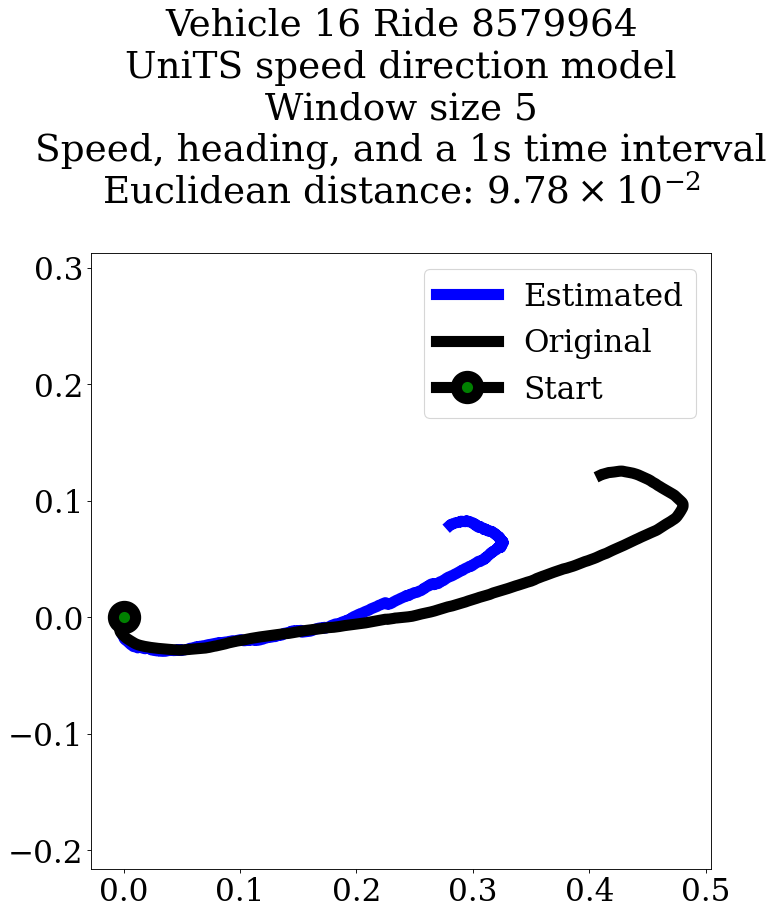 Vehicle 16 Ride 8579964
UniTS speed direction model
Window size 5
Speed, heading, and a 1s time interval
Euclidean distance: 9.78 × 10⁻²
0.3
0.2
0.1
0.0
−0.1
−0.2
Estimated
Original
Start
0.0 0.1 0.2 0.3 0.4 0.5